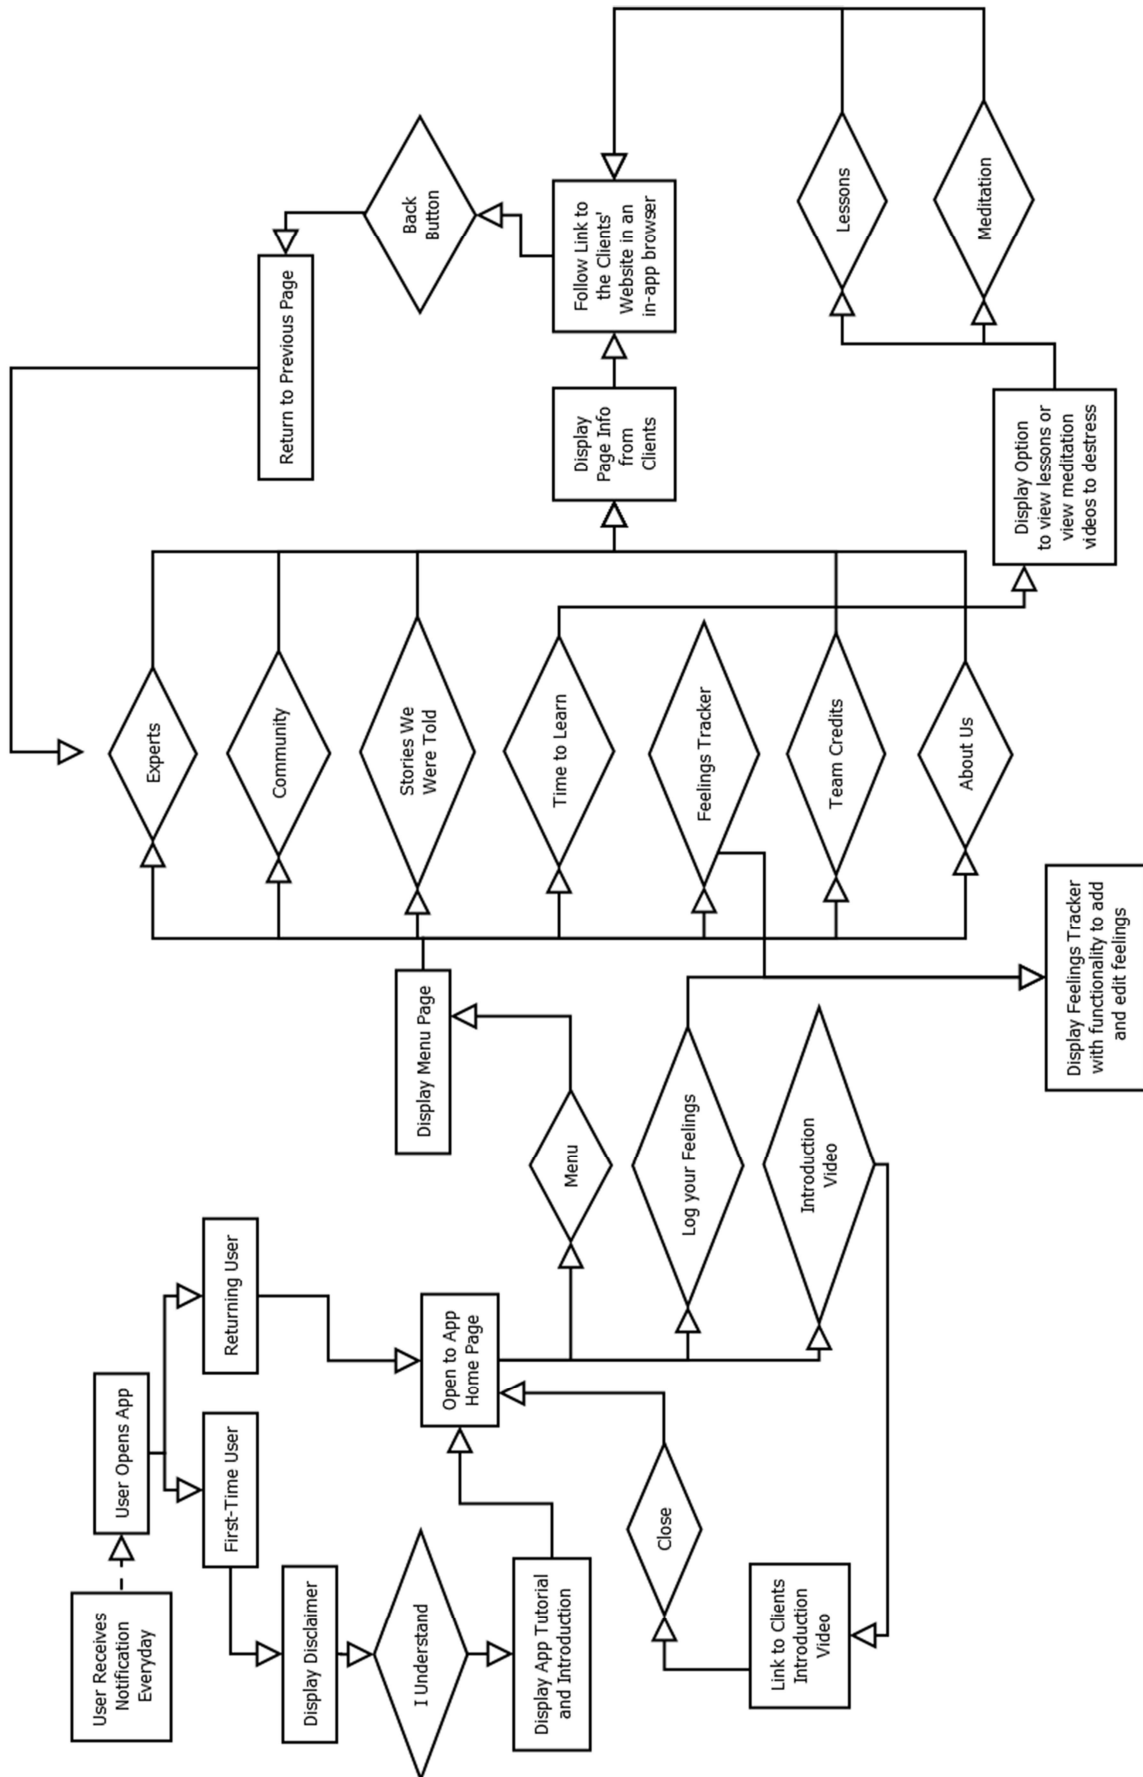 User Receives
Notification
Everyday
User Opens App
First-Time User
Returning User
Display Disclaimer
I Understand
Display App Tutorial
and Introduction
Open to App
Home Page
Menu
Log your Feelings
Introduction
Video
Close
Link to Clients
Introduction
Video
Display Menu Page
Display Feelings Tracker
with functionality to add
and edit feelings
Experts
Community
Stories We
Were Told
Time to Learn
Feelings Tracker
Team Credits
About Us
Display
Page Info
from
Clients
Display Option
to view lessons or
view meditation
videos to destress
Return to Previous Page
Back
Button
Follow Link to
the Clients'
Website in an
in-app browser
Lessons
Meditation